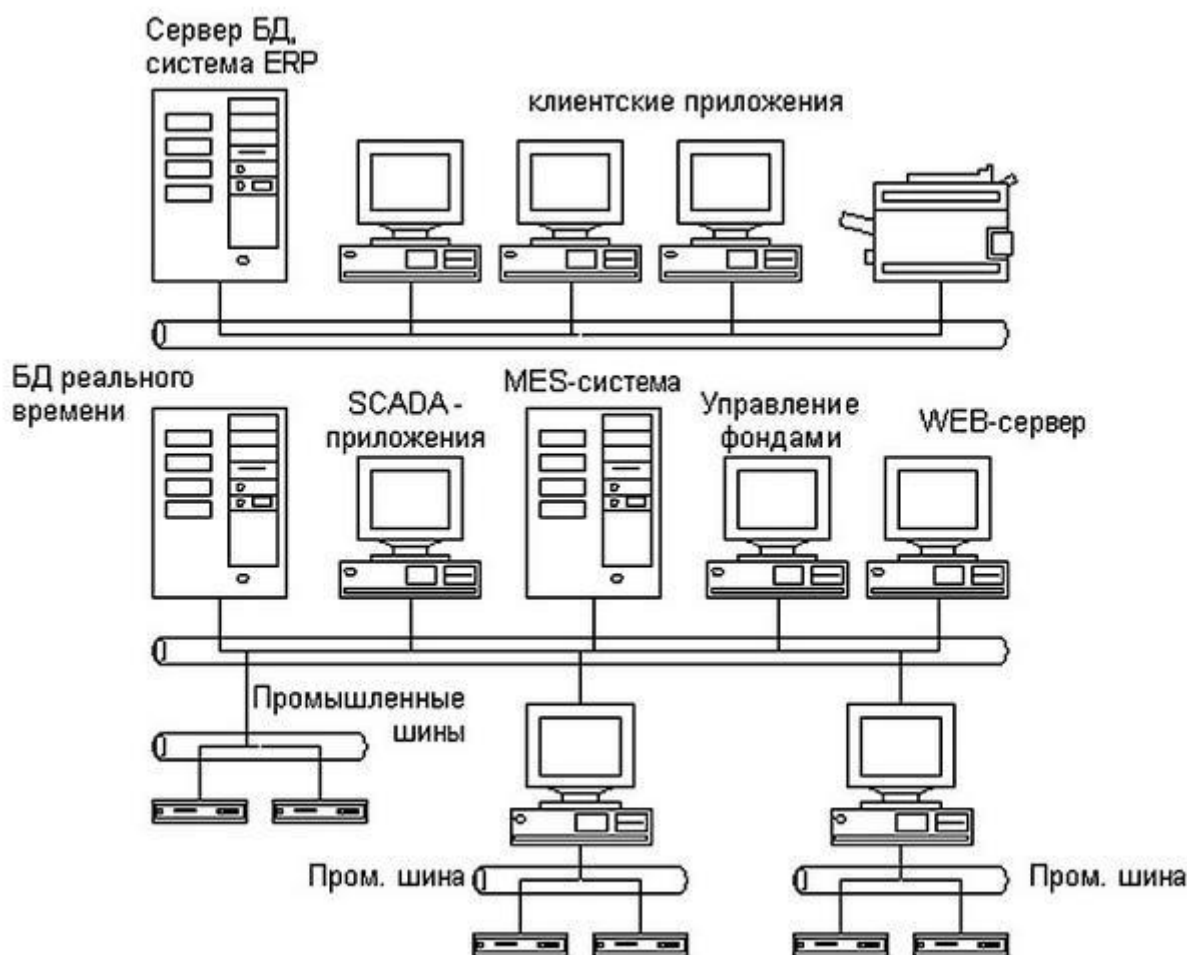 Сервер БД,
система ERP
клиентские приложения
БД реального
времени
SCADA -
приложения
MES-система
Управление
фондами
WEB-сервер
Промышленные
шины
Пром. шина
Пром. шина